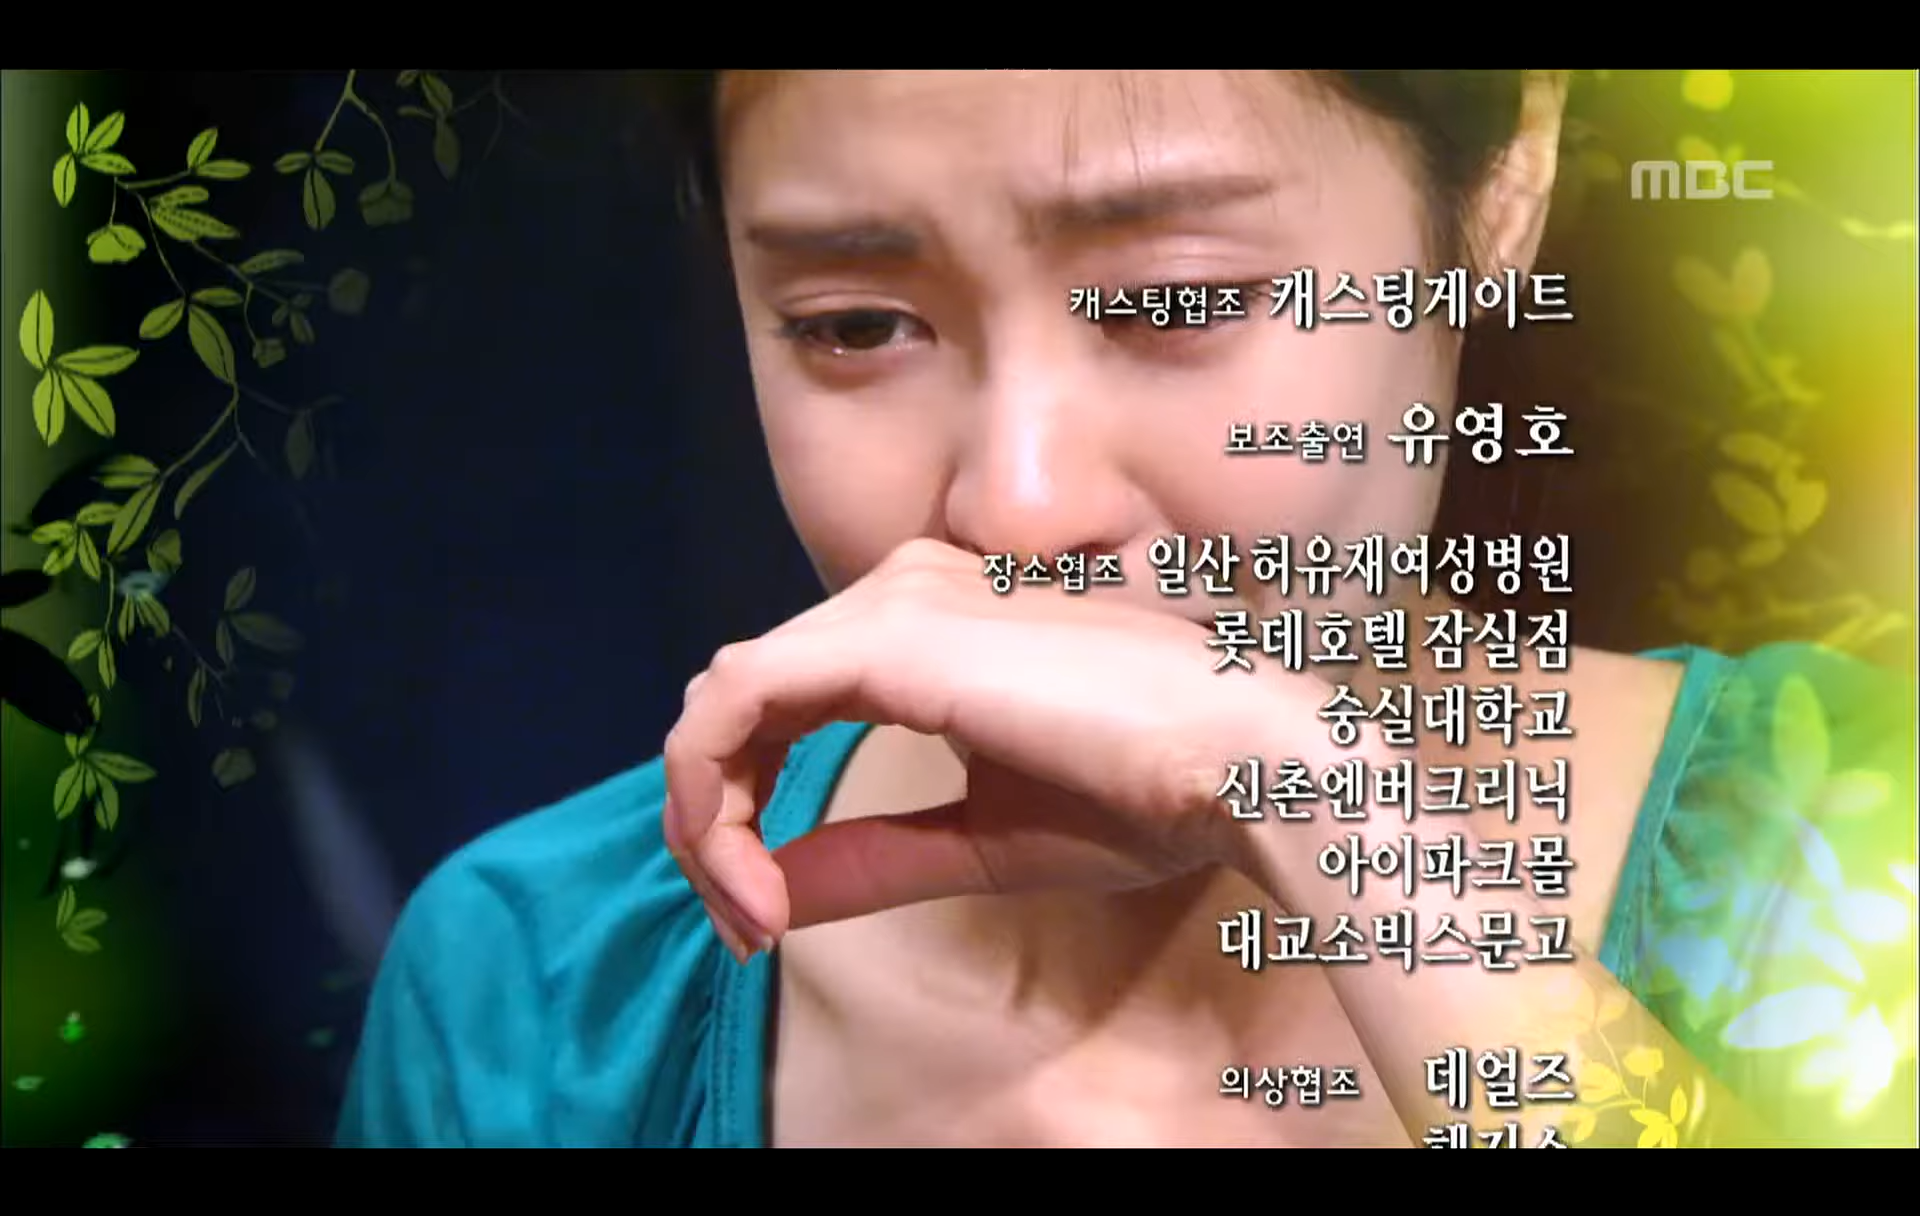 MBC
캐스팅협조 캐스팅게이트
보조출연 유영호
장소협조 일산 허유재여성병원
롯데호텔 잠실점
숭실대학교
신촌엔버크리닉
아이파크몰
대교소빅스문고
의상협조 데얼즈